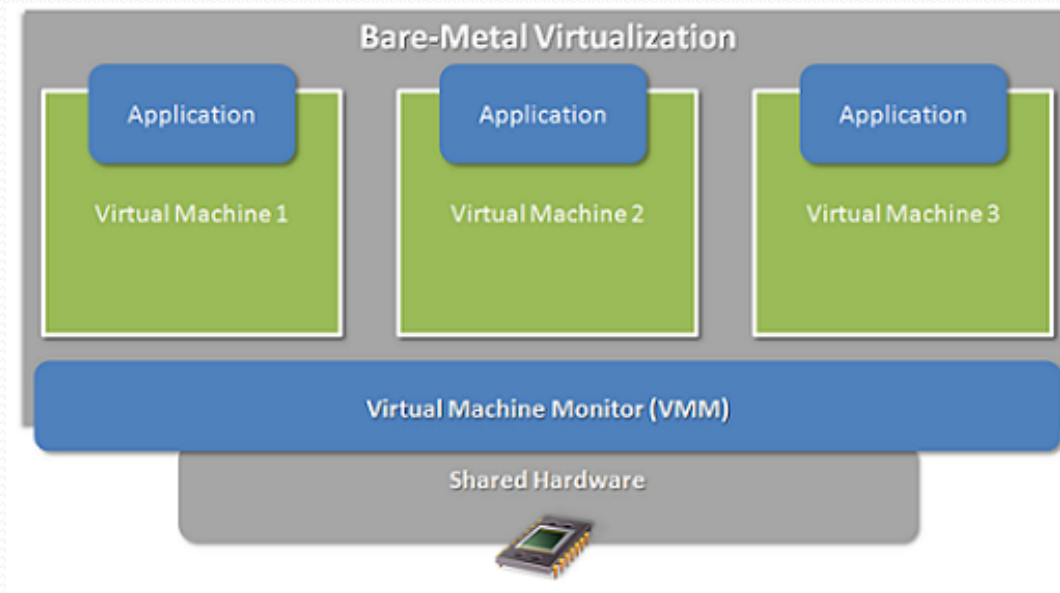 Bare-Metal Virtualization
Application
Application
Application
Virtual Machine 1
Virtual Machine 2
Virtual Machine 3
Virtual Machine Monitor (VMM)
Shared Hardware